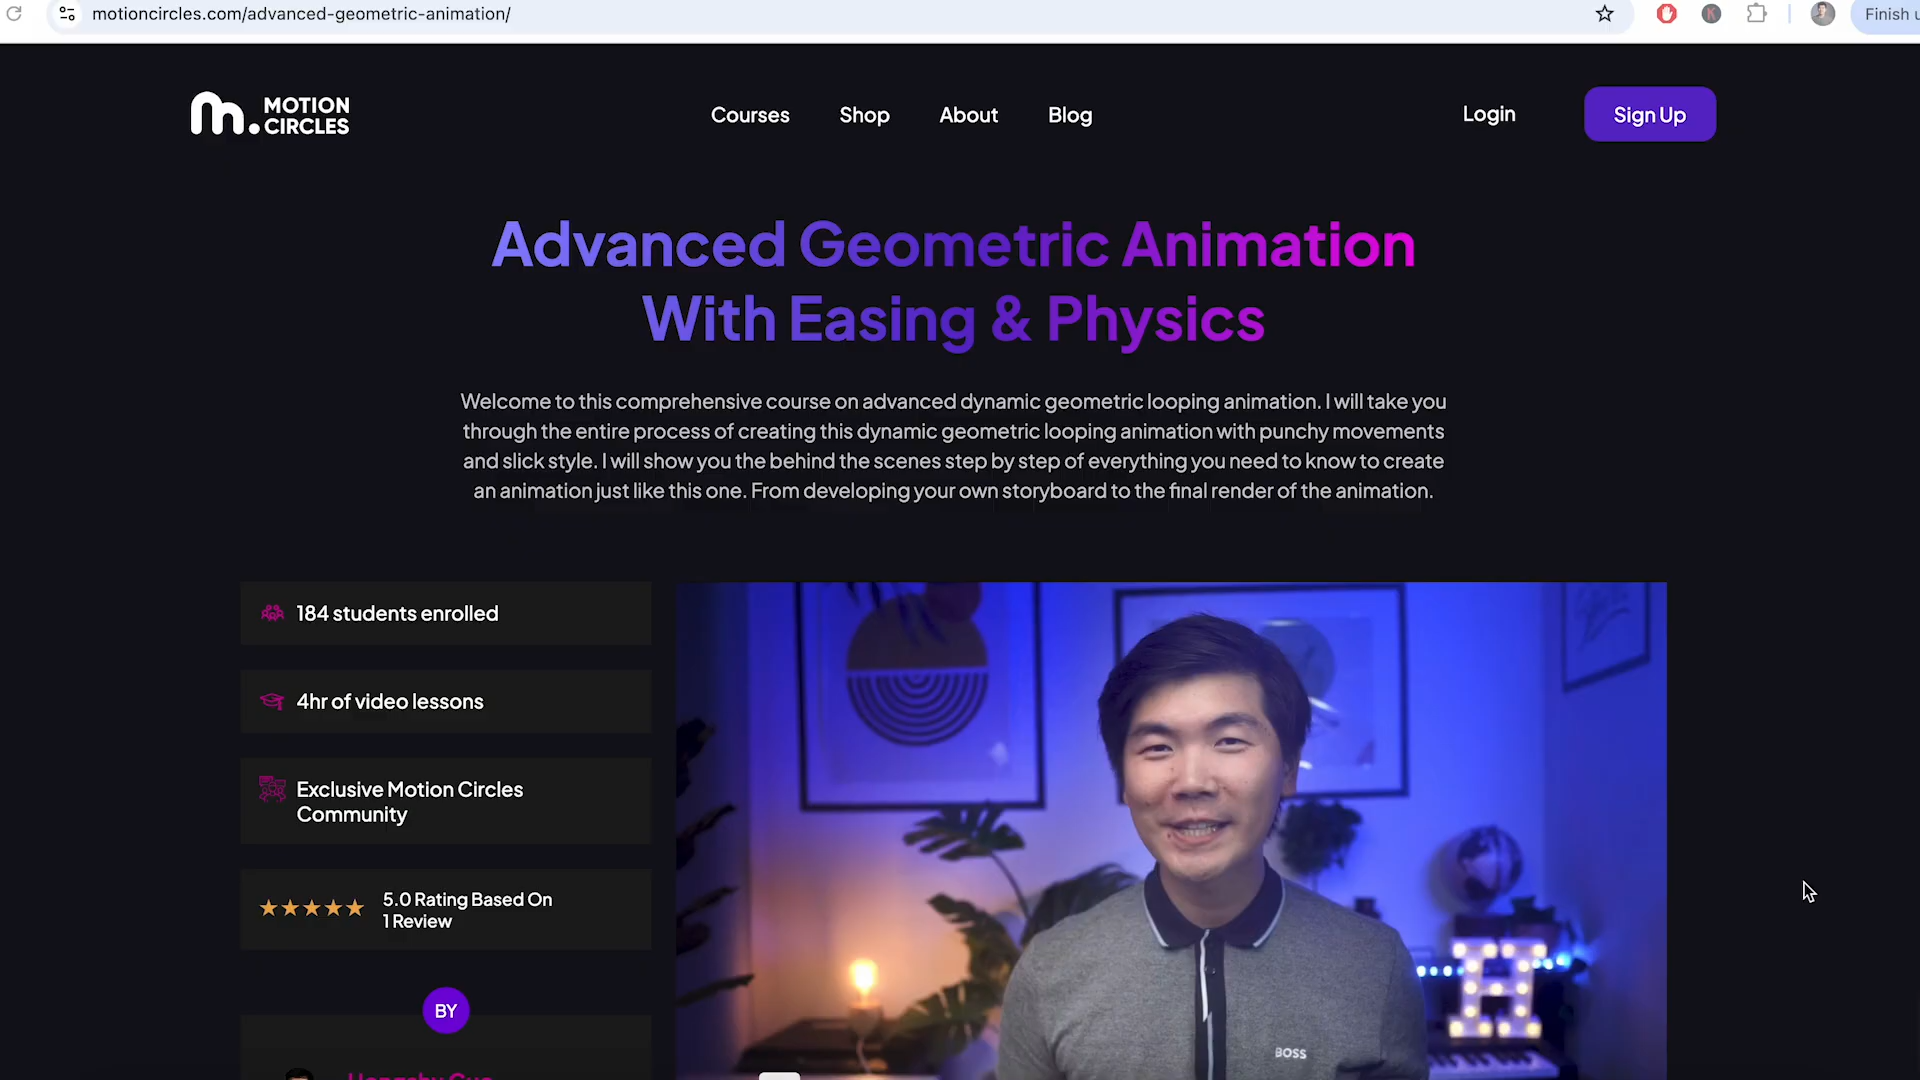 motioncircles.com/advanced-geometric-animation/
Finish
MOTION
CIRCLES
Courses
Shop
About
Blog
Login
Sign Up
Advanced Geometric Animation
With Easing & Physics
Welcome to this comprehensive course on advanced dynamic geometric looping animation. I will take you
through the entire process of creating this dynamic geometric looping animation with punchy movements
and slick style. I will show you the behind the scenes step by step of everything you need to know to create
an animation just like this one. From developing your own storyboard to the final render of the animation.
184 students enrolled
4hr of video lessons
Exclusive Motion Circles
Community
5.0 Rating Based On
1 Review
BY
H
BOSS